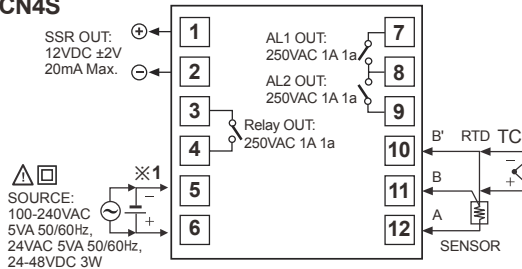 CN4S
SSR OUT:
12VDC ±2V
20mA Max.
1
2
3
4
5
6
AL1 OUT:
250VAC 1A 1a
AL2 OUT:
250VAC 1A 1a
Relay OUT:
250VAC 1A 1a
7
8
9
10
11
12
※1
SOURCE:
100-240VAC
5VA 50/60Hz,
24VAC 5VA 50/60Hz,
24-48VDC 3W
B' RTD TC
B
A
SENSOR